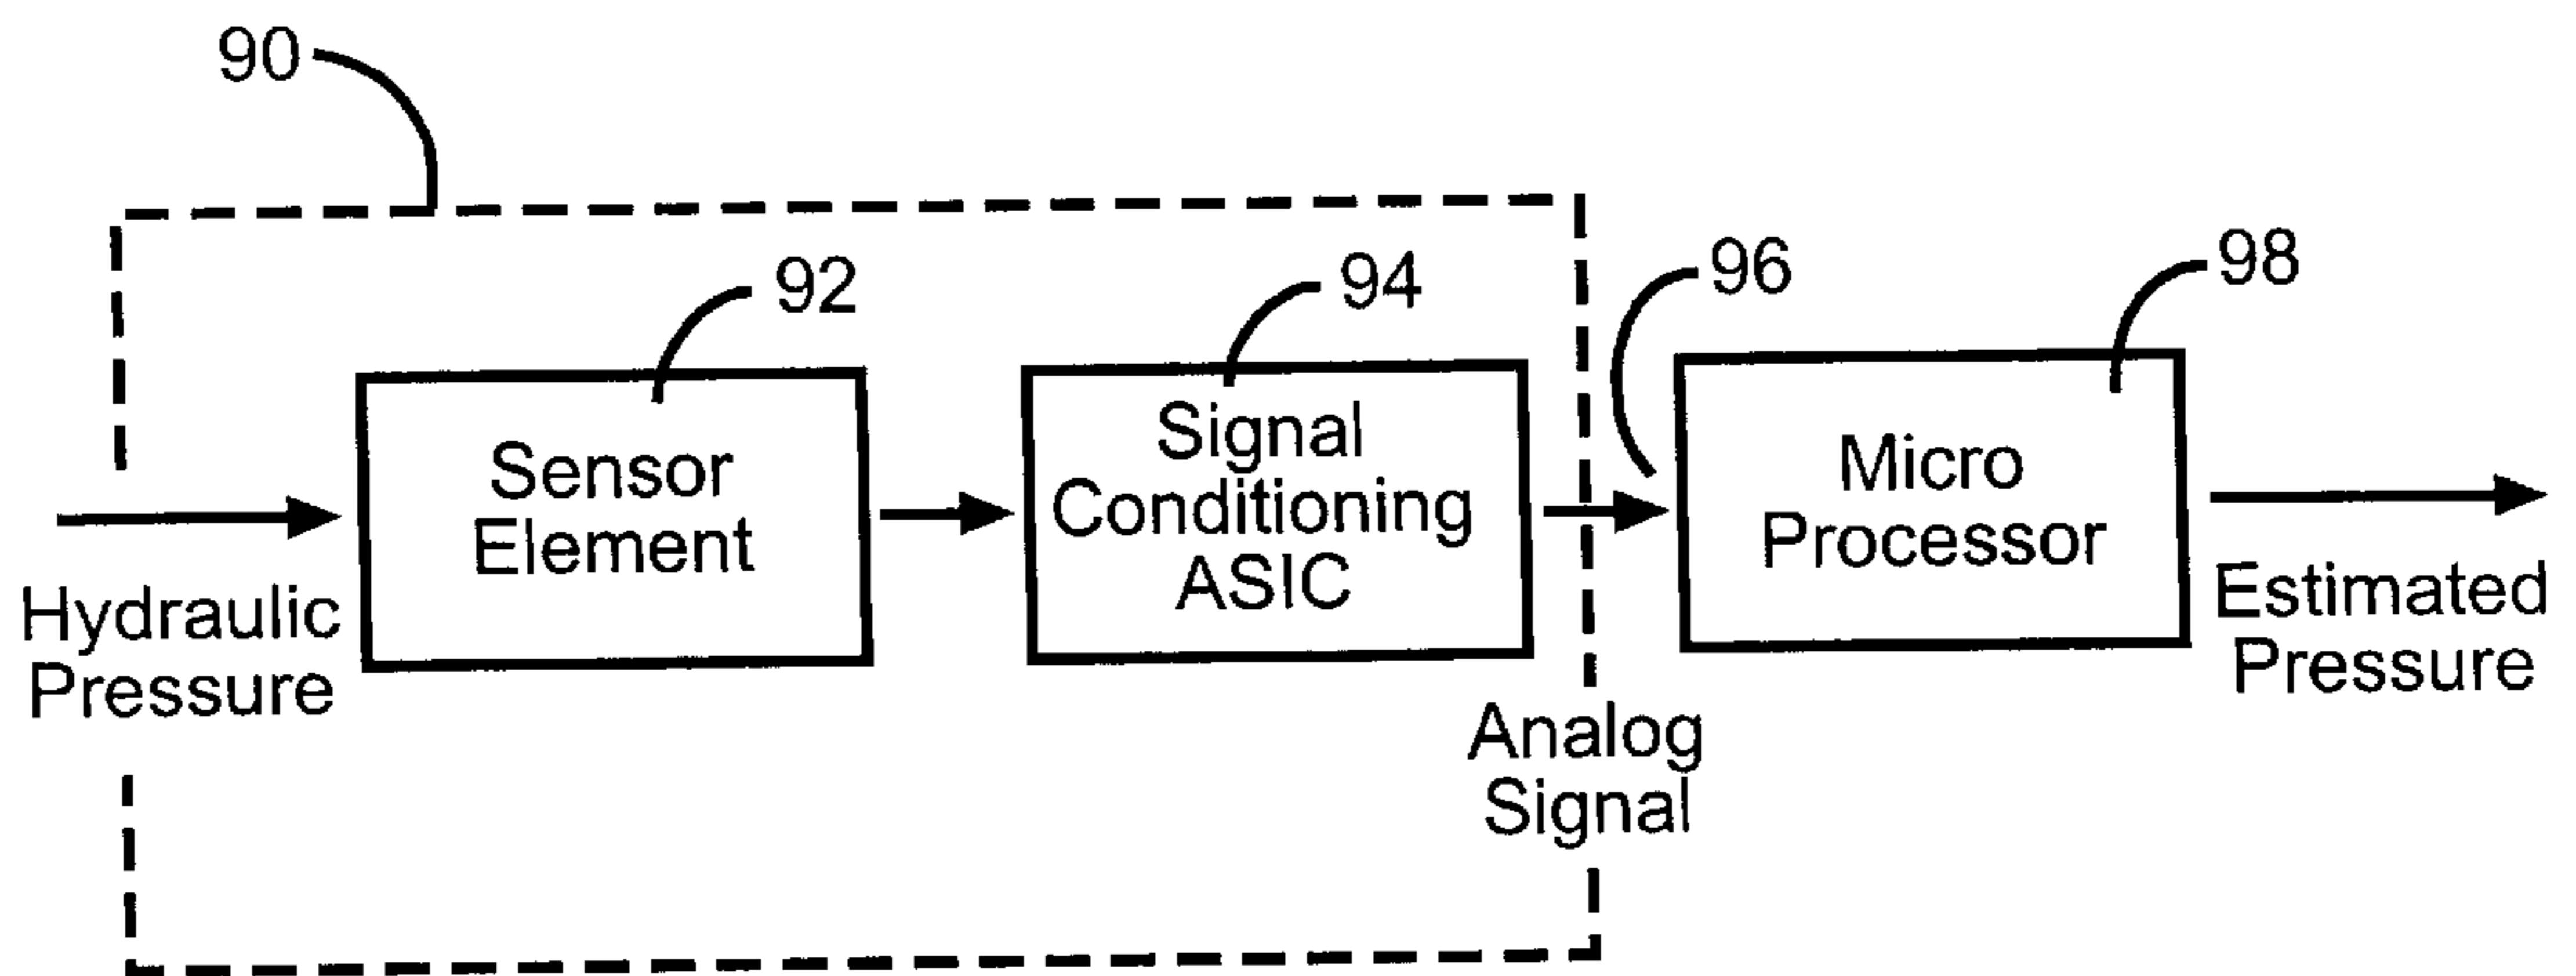 90
92
94
96
98
Sensor
Element
Signal
Conditioning
ASIC
Micro
Processor
Hydraulic
Pressure
Analog
Signal
Estimated
Pressure